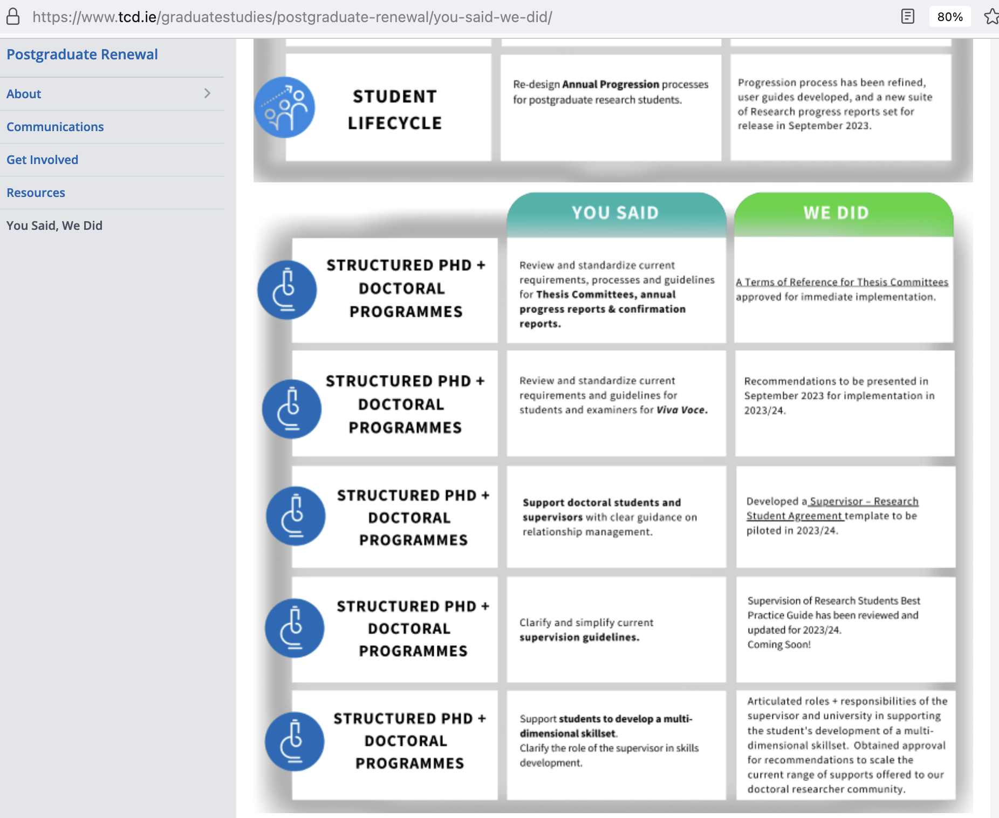 https://www.tcd.ie/graduatestudies/postgraduate-renewal/you-said-we-did/
80%
Postgraduate Renewal
About
Communications
Get Involved
Resources
You Said, We Did
STUDENT
LIFECYCLE
Re-design Annual Progression processes
for postgraduate research students.
Progression process has been refined,
user guides developed, and a new suite
of Research progress reports set for
release in September 2023.
YOU SAID
WE DID
STRUCTURED PHD +
DOCTORAL
PROGRAMMES
Review and standardize current
requirements, processes and guidelines
for Thesis Committees, annual
progress reports & confirmation
reports.
A Terms of Reference for Thesis Committees
approved for immediate implementation.
STRUCTURED PHD +
DOCTORAL
PROGRAMMES
Review and standardize current
requirements and guidelines for
students and examiners for Viva Voce.
Recommendations to be presented in
September 2023 for implementation in
2023/24.
STRUCTURED PHD +
DOCTORAL
PROGRAMMES
Support doctoral students and
supervisors with clear guidance on
relationship management.
Developed a Supervisor – Research
Student Agreement template to be
piloted in 2023/24.
STRUCTURED PHD +
DOCTORAL
PROGRAMMES
Clarify and simplify current
supervision guidelines.
Supervision of Research Students Best
Practice Guide has been reviewed and
updated for 2023/24.
Coming Soon!
STRUCTURED PHD +
DOCTORAL
PROGRAMMES
Support students to develop a multi-
dimensional skillset.
Clarify the role of the supervisor in skills
development.
Articulated roles + responsibilities of the
supervisor and university in supporting
the student's development of a multi-
dimensional skillset. Obtained approval
for recommendations to scale the
current range of supports offered to our
doctoral researcher community.